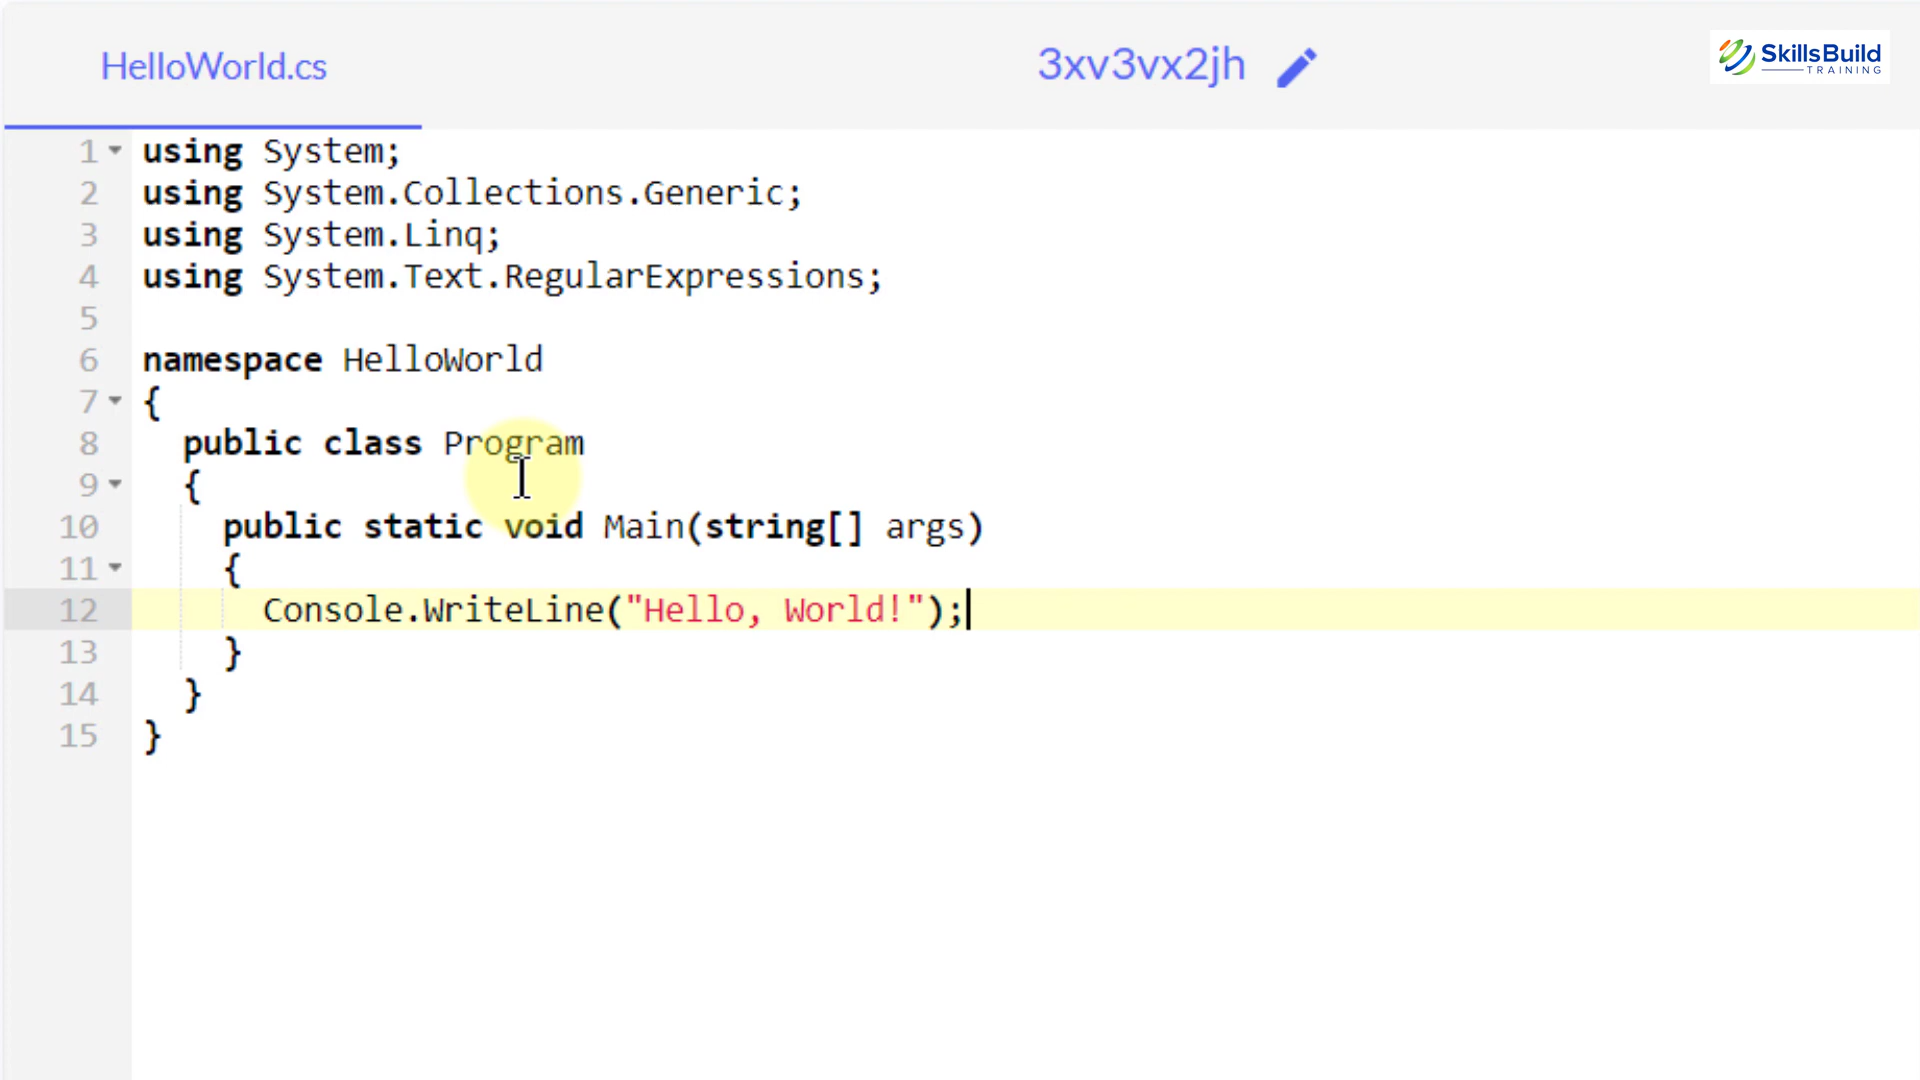 HelloWorld.cs
3xv3vx2jh
SkillsBuild
TRAINING
1 using System;
2 using System.Collections.Generic;
3 using System.Linq;
4 using System.Text.RegularExpressions;
5
6 namespace HelloWorld
7 {
8 public class Program
9 {
10 public static void Main(string[] args)
11 {
12 Console.WriteLine("Hello, World!");
13 }
14 }
15 }